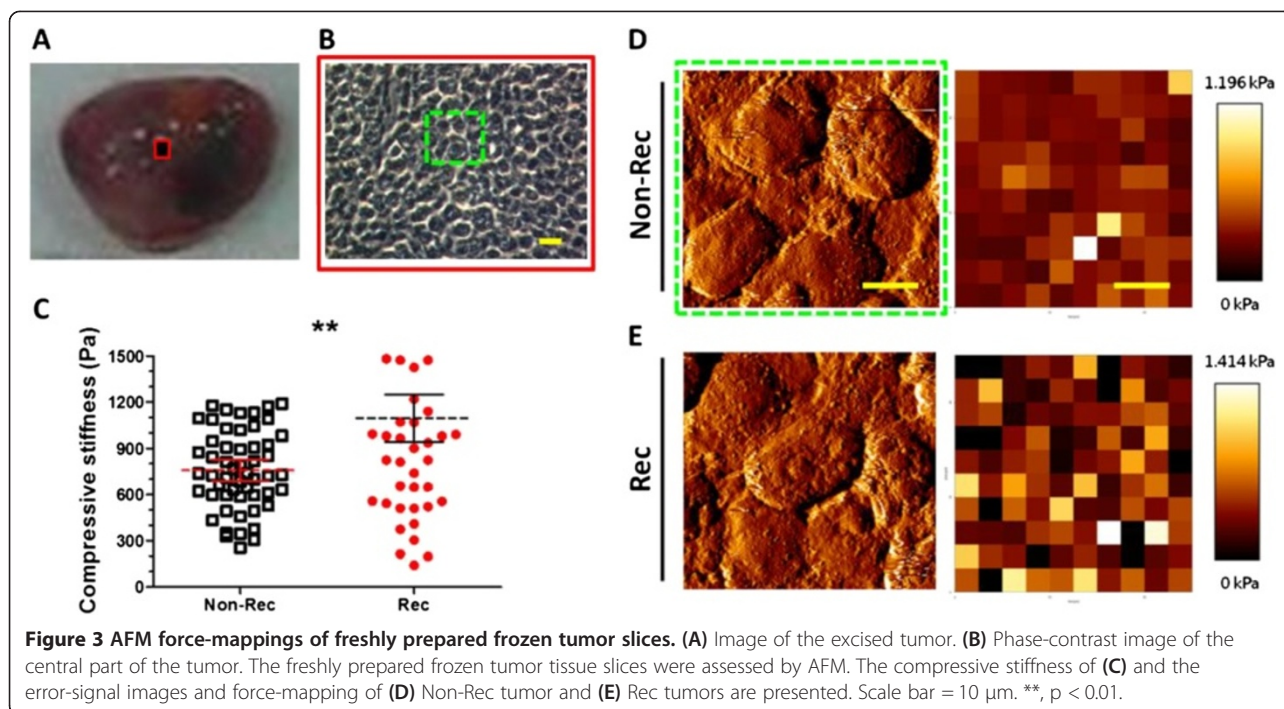 A
B
D
Non-Rec
1.196 kPa
0 kPa
C
**
Compressive stiffness (Pa)
1500
1200
900
600
300
0
Non-Rec
Rec
E
Rec
1.414 kPa
0 kPa
Figure 3 AFM force-mappings of freshly prepared frozen tumor slices. (A) Image of the excised tumor. (B) Phase-contrast image of the
central part of the tumor. The freshly prepared frozen tumor tissue slices were assessed by AFM. The compressive stiffness of (C) and the
error-signal images and force-mapping of (D) Non-Rec tumor and (E) Rec tumors are presented. Scale bar = 10 μm. **, p < 0.01.